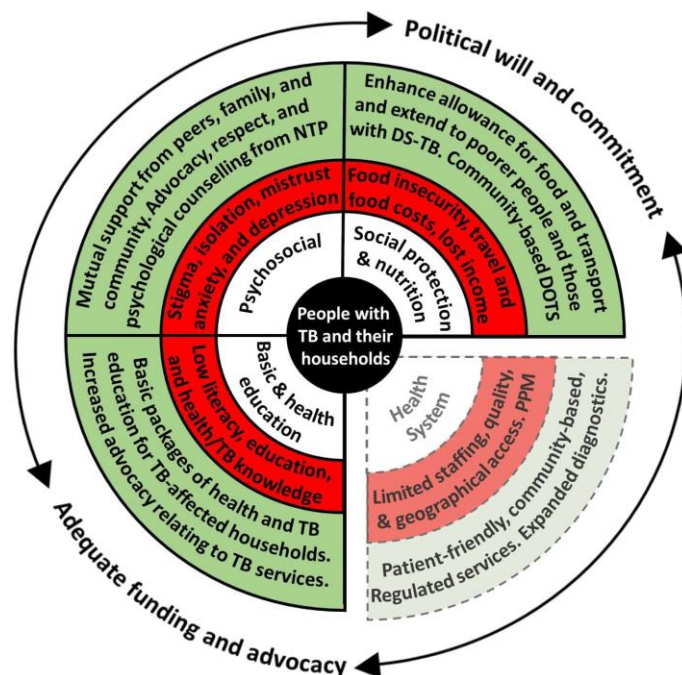 Political will and commitment
Mutual support from peers, family, and
community. Advocacy, respect, and
psychological counselling from NTP
Stigma, isolation, mistrust
anxiety, and depression
Psychosocial
Enhance allowance for food and transport
and extend to poorer people and those
with DS-TB. Community-based DOTS
Food insecurity, travel and
food costs, lost income
Social protection
& nutrition
People with
TB and their
households
Basic & health
education
Low literacy, education,
and health/TB knowledge
Basic packages of health and TB
education for TB-affected households.
Increased advocacy relating to TB services.
Health
System
Limited staffing, quality,
& geographical access. PPM
Patient-friendly, community-based,
Regulated services. Expanded diagnostics.
Adequate funding and advocacy